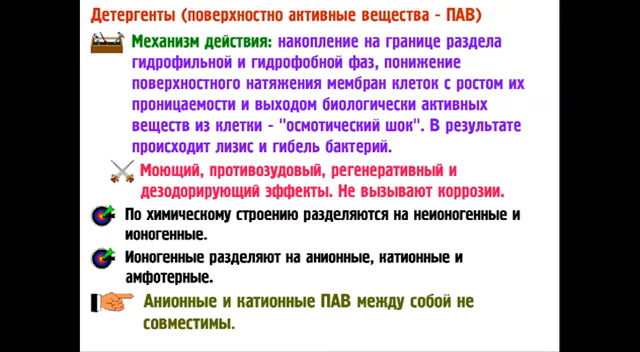 Детергенты (поверхностно активные вещества - ПАВ)
Механизм действия: накопление на границе раздела
гидрофильной и гидрофобной фаз, понижение
поверхностного натяжения мембран клеток с ростом их
проницаемости и выходом биологически активных
веществ из клетки - "осмотический шок". В результате
происходит лизис и гибель бактерий.
Моющий, противозудовый, регенеративный и
дезодорирующий эффекты. Не вызывают коррозии.
По химическому строению разделяются на неионогенные и
ионогенные.
Ионогенные разделяют на анионные, катионные и
амфотерные.
Анионные и катионные ПАВ между собой не
совместимы.